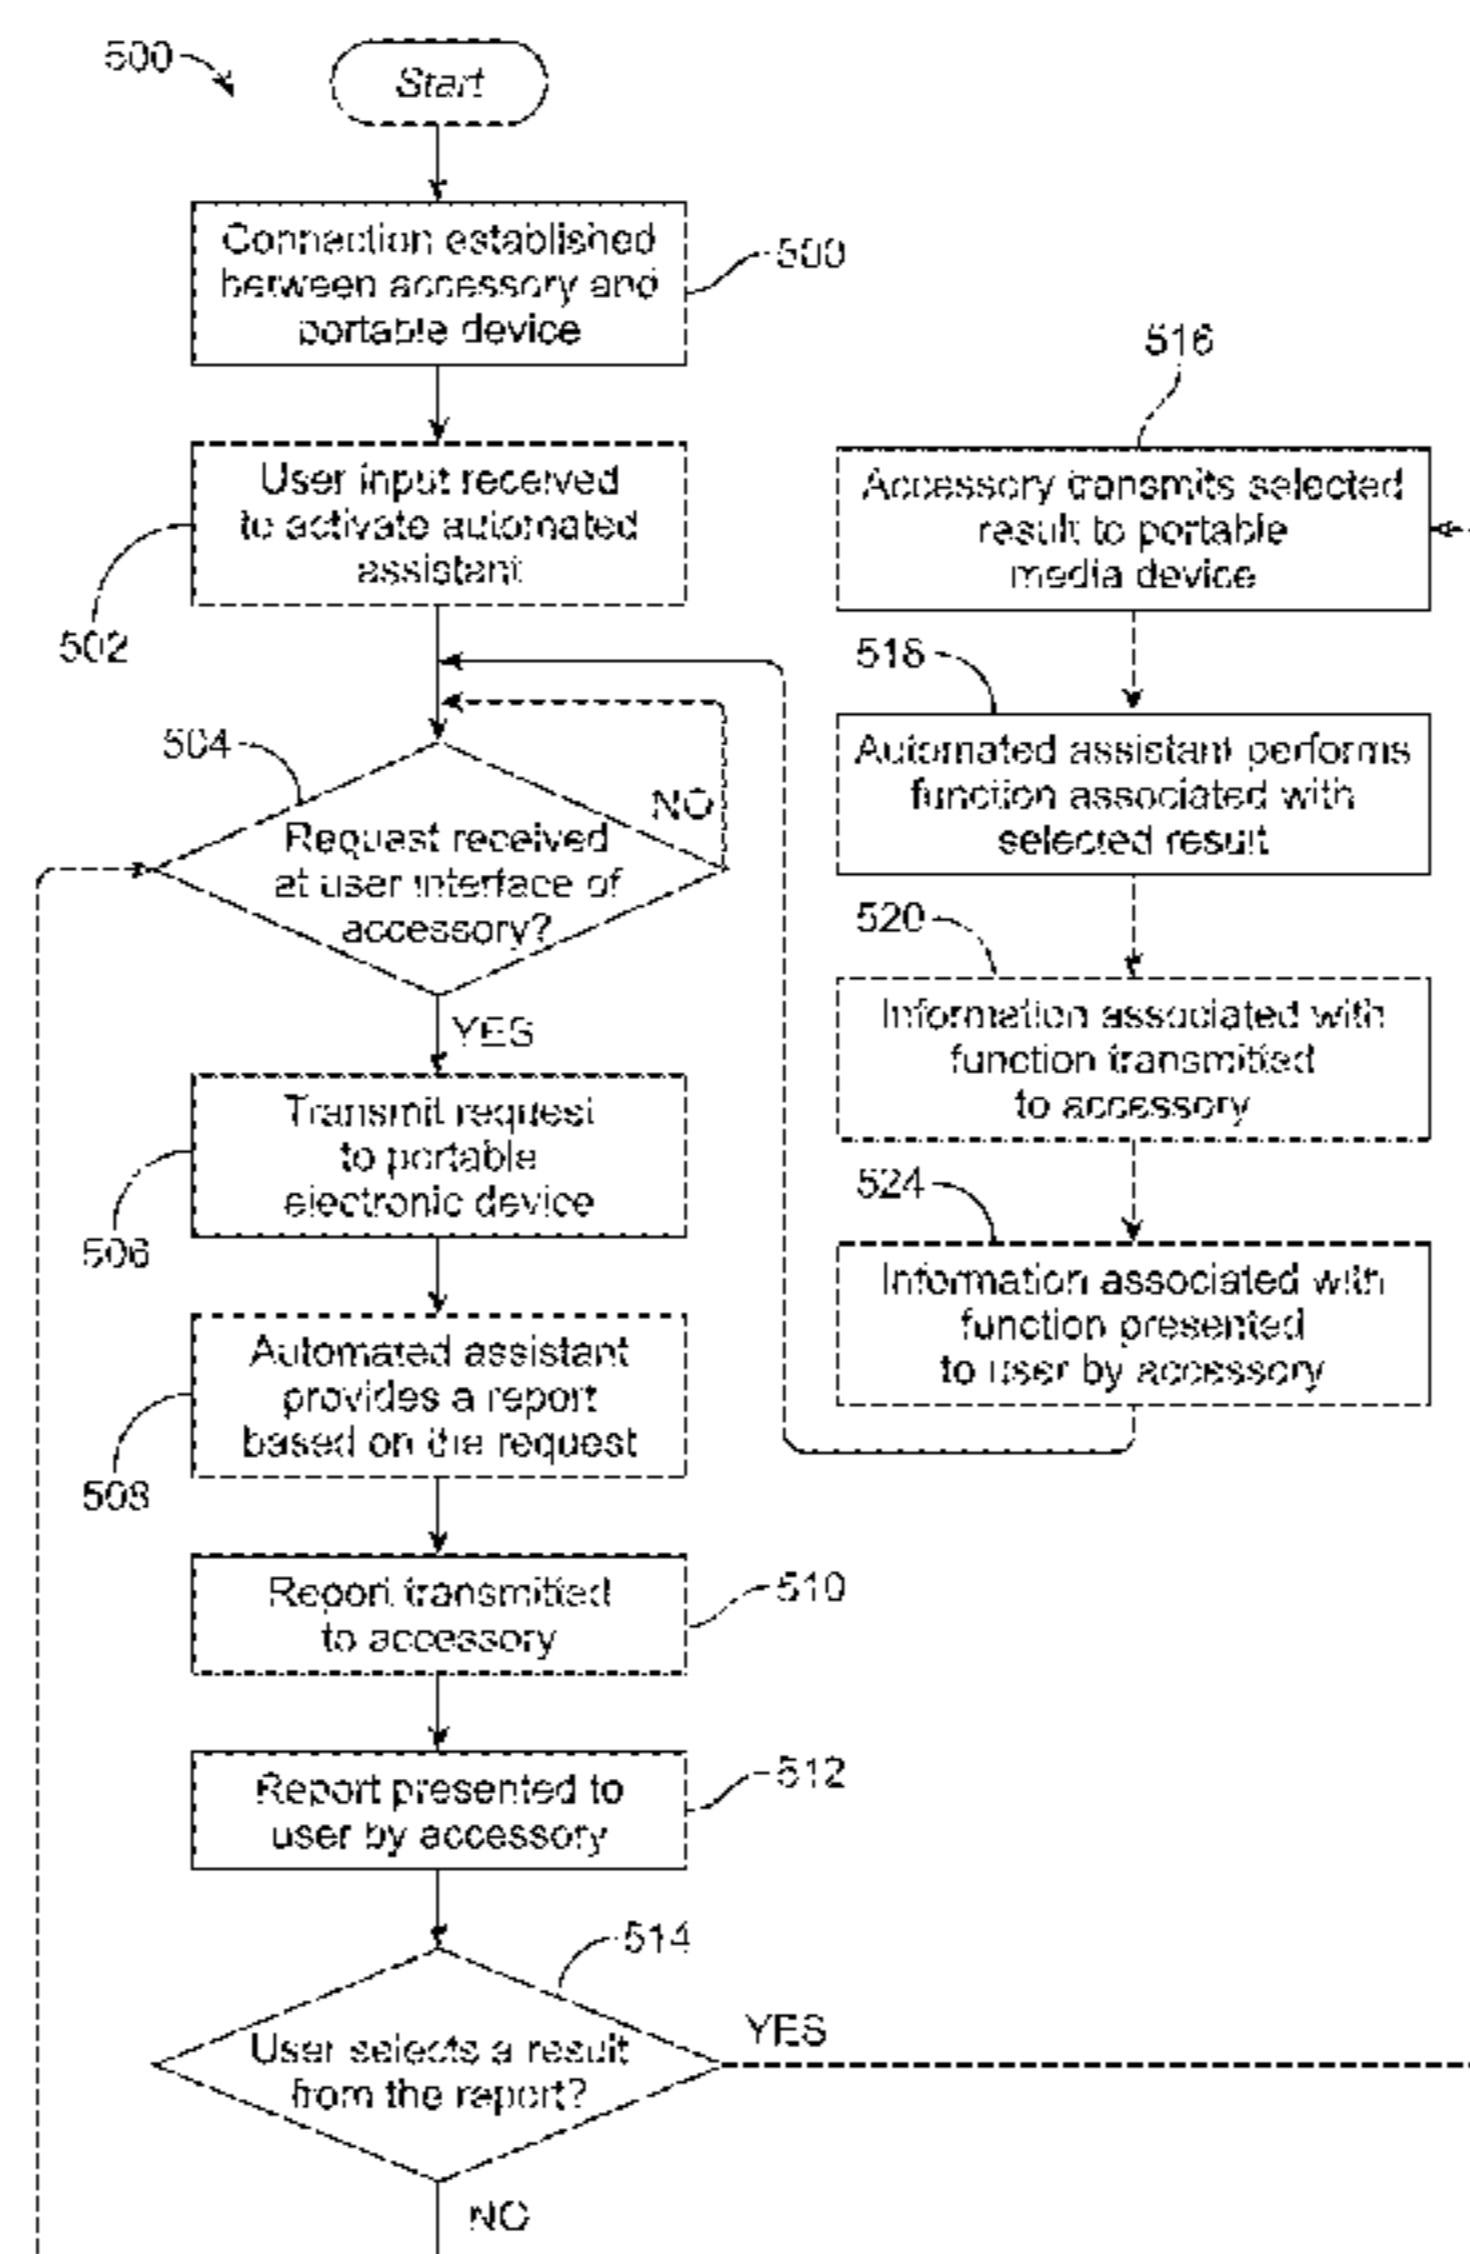 500
Start
Connection established
between accessory and
portable device
500
User input received
to activate automated
assistant
502
504
NO
Request received
at user interface of
accessory?
YES
Transmit request
to portable
electronic device
506
Automated assistant
provides a report
based on the request
508
Report transmitted
to accessory
510
Report presented to
user by accessory
512
514
User selects a result
from the report?
YES
NO
516
Accessory transmits selected
result to portable
media device
518
Automated assistant performs
function associated with
selected result
520
Information associated with
function transmitted
to accessory
524
Information associated with
function presented
to user by accessory